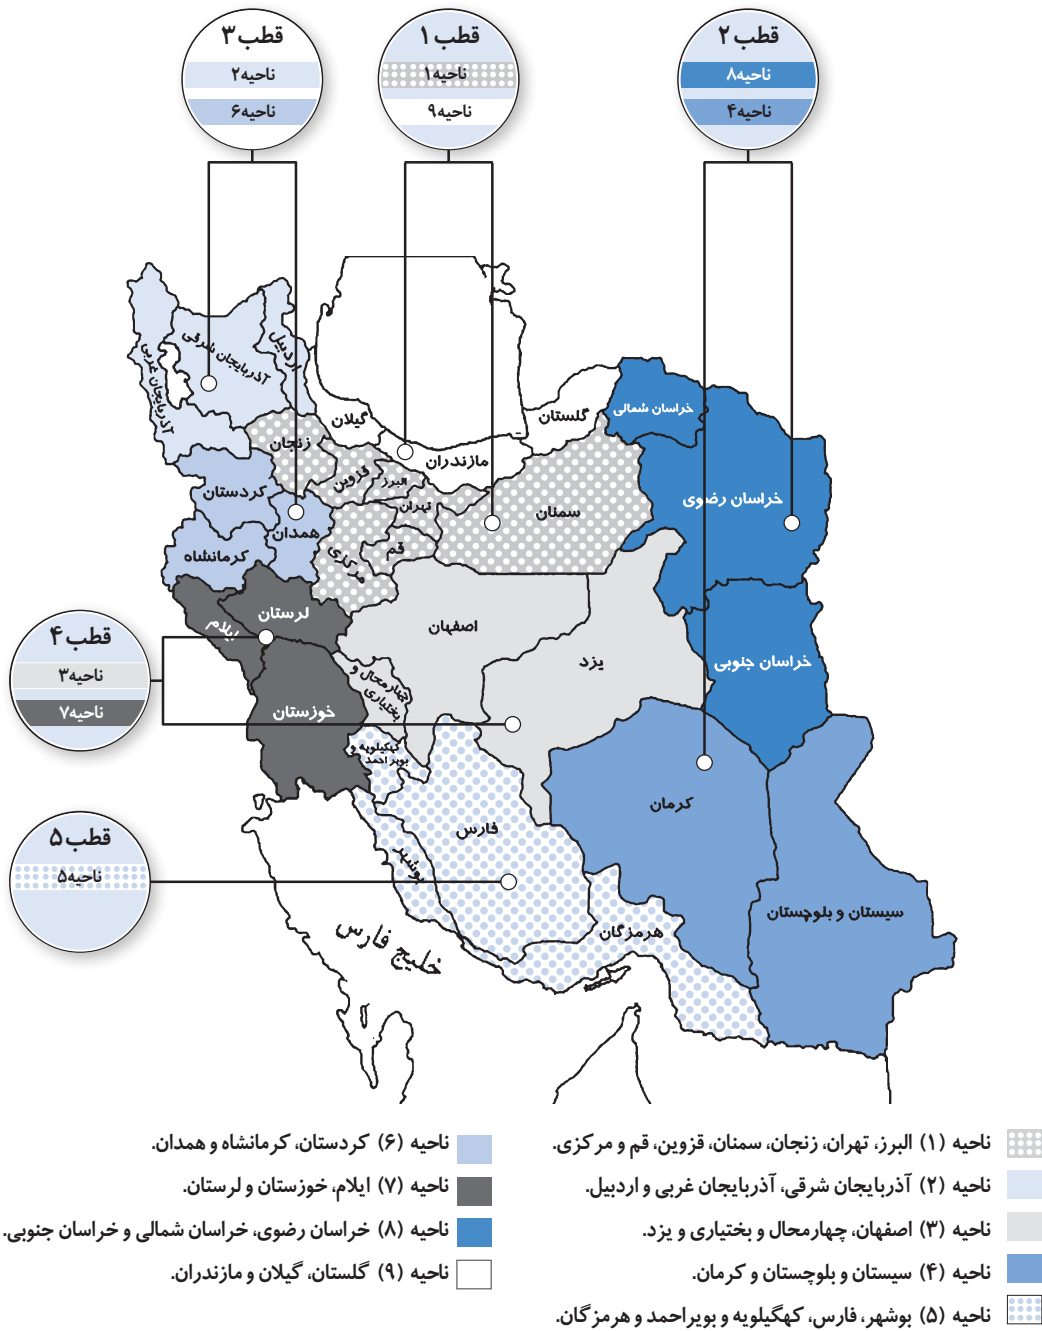 قطب ۳
ناحیه۲
ناحیه۶
قطب ۱
ناحیه۱
ناحیه۹
قطب ۲
ناحیه۸
ناحیه۴
آذربایجان شرقی
اردبیل
آذربایجان غربی
گیلان
گلستان
خراسان شمالی
زنجان
مازندران
قزوین
البرز
کردستان
تهران
سمنان
خراسان رضوی
همدان
قم
مرکزی
کرمانشاه
لرستان
ایلام
اصفهان
قطب ۴
ناحیه۳
ناحیه۷
یزد
خراسان جنوبی
چهارمحال و
بختیاری
خوزستان
کهگیلویه و
بویر احمد
کرمان
فارس
قطب ۵
ناحیه۵
بوشهر
سیستان و بلوچستان
هرمزگان
خلیج فارس
ناحیه (۱) البرز، تهران، زنجان، سمنان، قزوین، قم و مرکزی.
ناحیه (۲) آذربایجان شرقی، آذربایجان غربی و اردبیل.
ناحیه (۳) اصفهان، چهارمحال و بختیاری و یزد.
ناحیه (۴) سیستان و بلوچستان و کرمان.
ناحیه (۵) بوشهر، فارس، کهگیلویه و بویراحمد و هرمزگان.
ناحیه (۶) کردستان، کرمانشاه و همدان.
ناحیه (۷) ایلام، خوزستان و لرستان.
ناحیه (۸) خراسان رضوی، خراسان شمالی و خراسان جنوبی.
ناحیه (۹) گلستان، گیلان و مازندران.